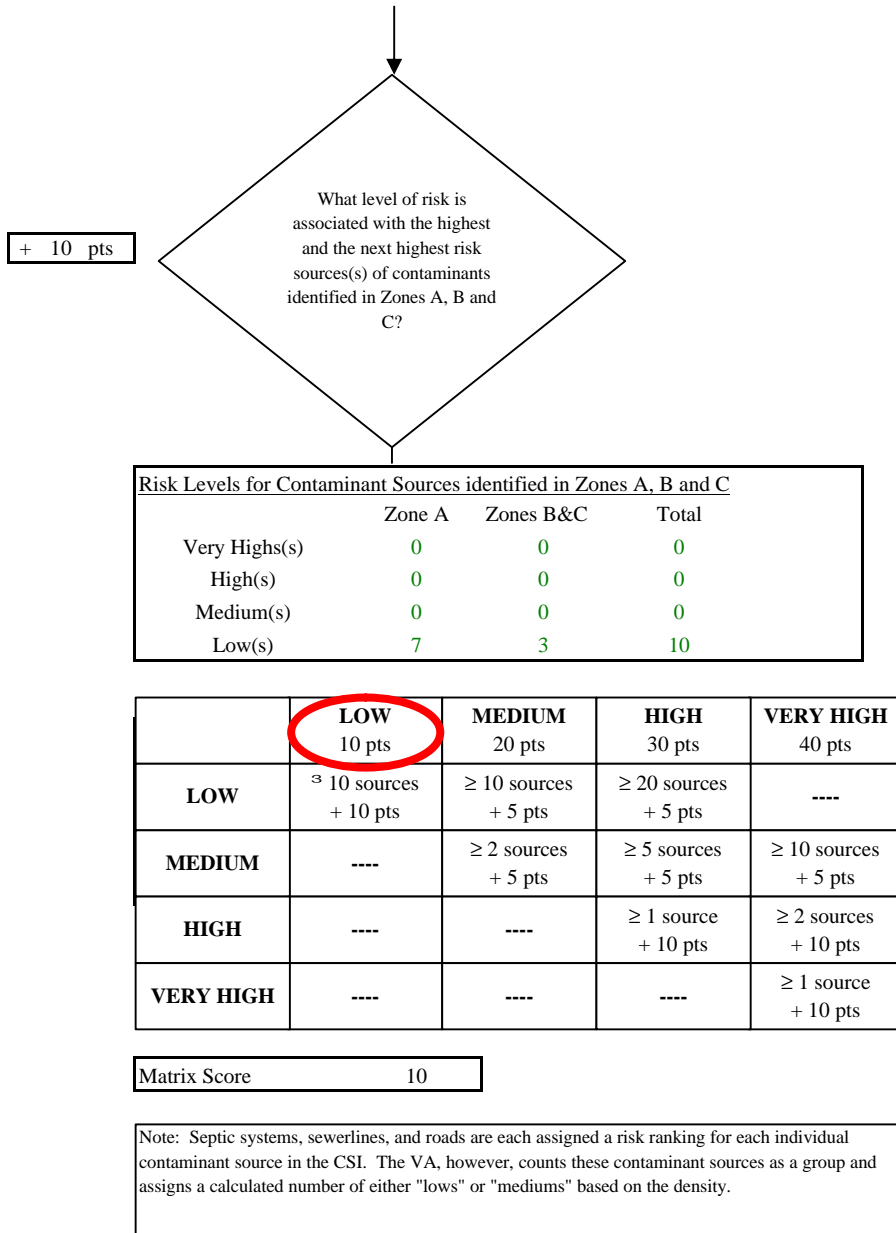 What level of risk is
associated with the highest
and the next highest risk
sources(s) of contaminants
identified in Zones A, B and
C?
+ 10 pts
Risk Levels for Contaminant Sources identified in Zones A, B and C
Zone A Zones B&C Total
Very Highs(s) 0 0 0
High(s) 0 0 0
Medium(s) 0 0 0
Low(s) 7 3 10
LOW MEDIUM HIGH VERY HIGH
10 pts 20 pts 30 pts 40 pts
LOW ³ 10 sources ≥ 10 sources ≥ 20 sources ----
+ 10 pts + 5 pts + 5 pts
MEDIUM ---- ≥ 2 sources ≥ 5 sources ≥ 10 sources
+ 5 pts + 5 pts + 5 pts
HIGH ---- ---- ≥ 1 source ≥ 2 sources
+ 10 pts + 10 pts
VERY HIGH ---- ---- ---- ≥ 1 source
+ 10 pts
Matrix Score 10
Note: Septic systems, sewerlines, and roads are each assigned a risk ranking for each individual
contaminant source in the CSI. The VA, however, counts these contaminant sources as a group and
assigns a calculated number of either "lows" or "mediums" based on the density.